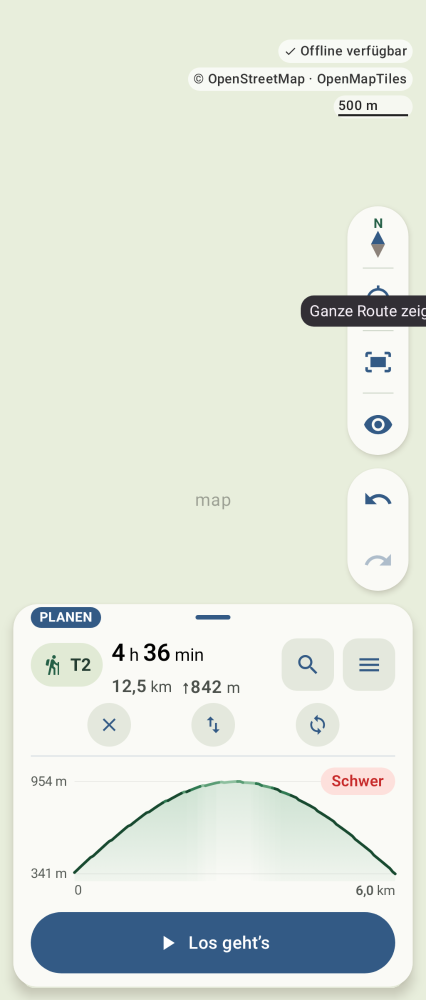 Offline verfügbar
© OpenStreetMap · OpenMapTiles
500 m
N
Ganze Route zeig
map
PLANEN
T2
4 h 36 min
12,5 km ↑842 m
954 m
Schwer
341 m
0
6,0 km
Los geht's